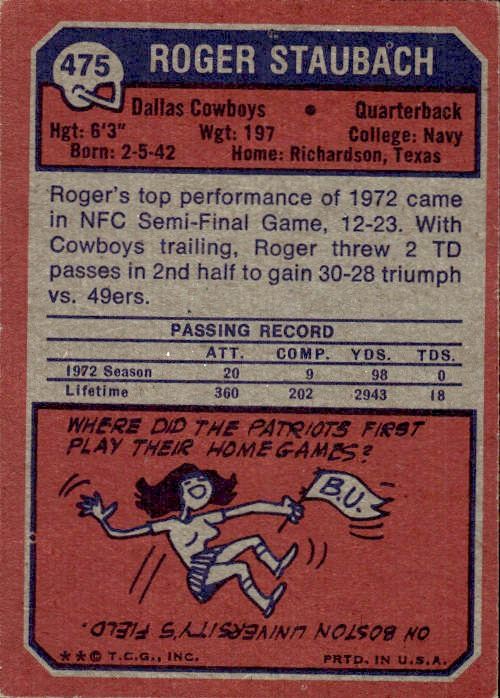 475 ROGER STAUBACH
Dallas Cowboys • Quarterback
Hgt: 6'3" Wgt: 197 College: Navy
Born: 2-5-42 Home: Richardson, Texas
Roger's top performance of 1972 came
in NFC Semi-Final Game, 12-23. With
Cowboys trailing, Roger threw 2 TD
passes in 2nd half to gain 30-28 triumph
vs. 49ers.
PASSING RECORD
ATT. COMP. YDS. TDS.
1972 Season 20 9 98 0
Lifetime 360 202 2943 18
WHERE DID THE PATRIOTS FIRST
PLAY THEIR HOME GAMES?
B.U.
ON BOSTON UNIVERSITY'S FIELD.
**© T.C.G., INC. PRTD. IN U.S.A.